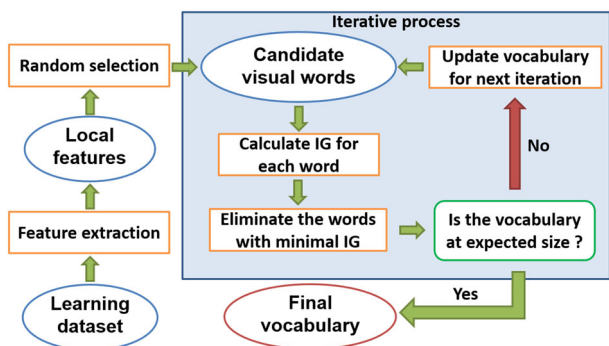 Iterative process
Random selection
Candidate
visual words
Update vocabulary
for next iteration
Local
features
Calculate IG for
each word
No
Feature extraction
Eliminate the words
with minimal IG
Is the vocabulary
at expected size ?
Learning
dataset
Final
vocabulary
Yes